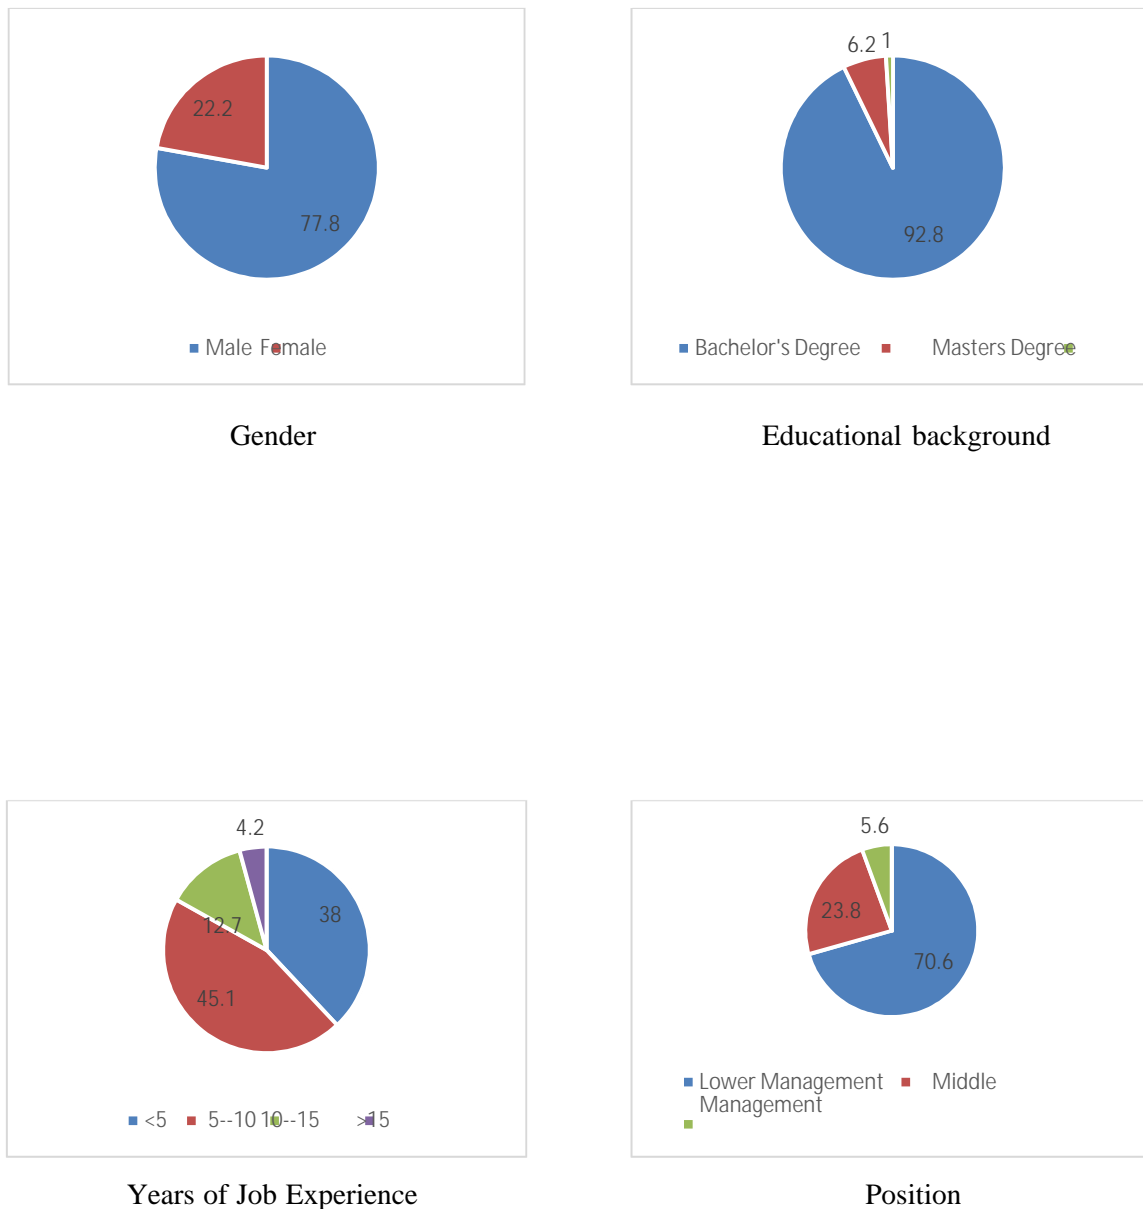 22.2
77.8
Male Female
Gender
6.2 1
92.8
Bachelor's Degree Masters Degree
Educational background
4.2
38
12.7
45.1
<5 5--10 10--15 >15
Years of Job Experience
5.6
23.8
70.6
Lower Management Middle
Management
Position